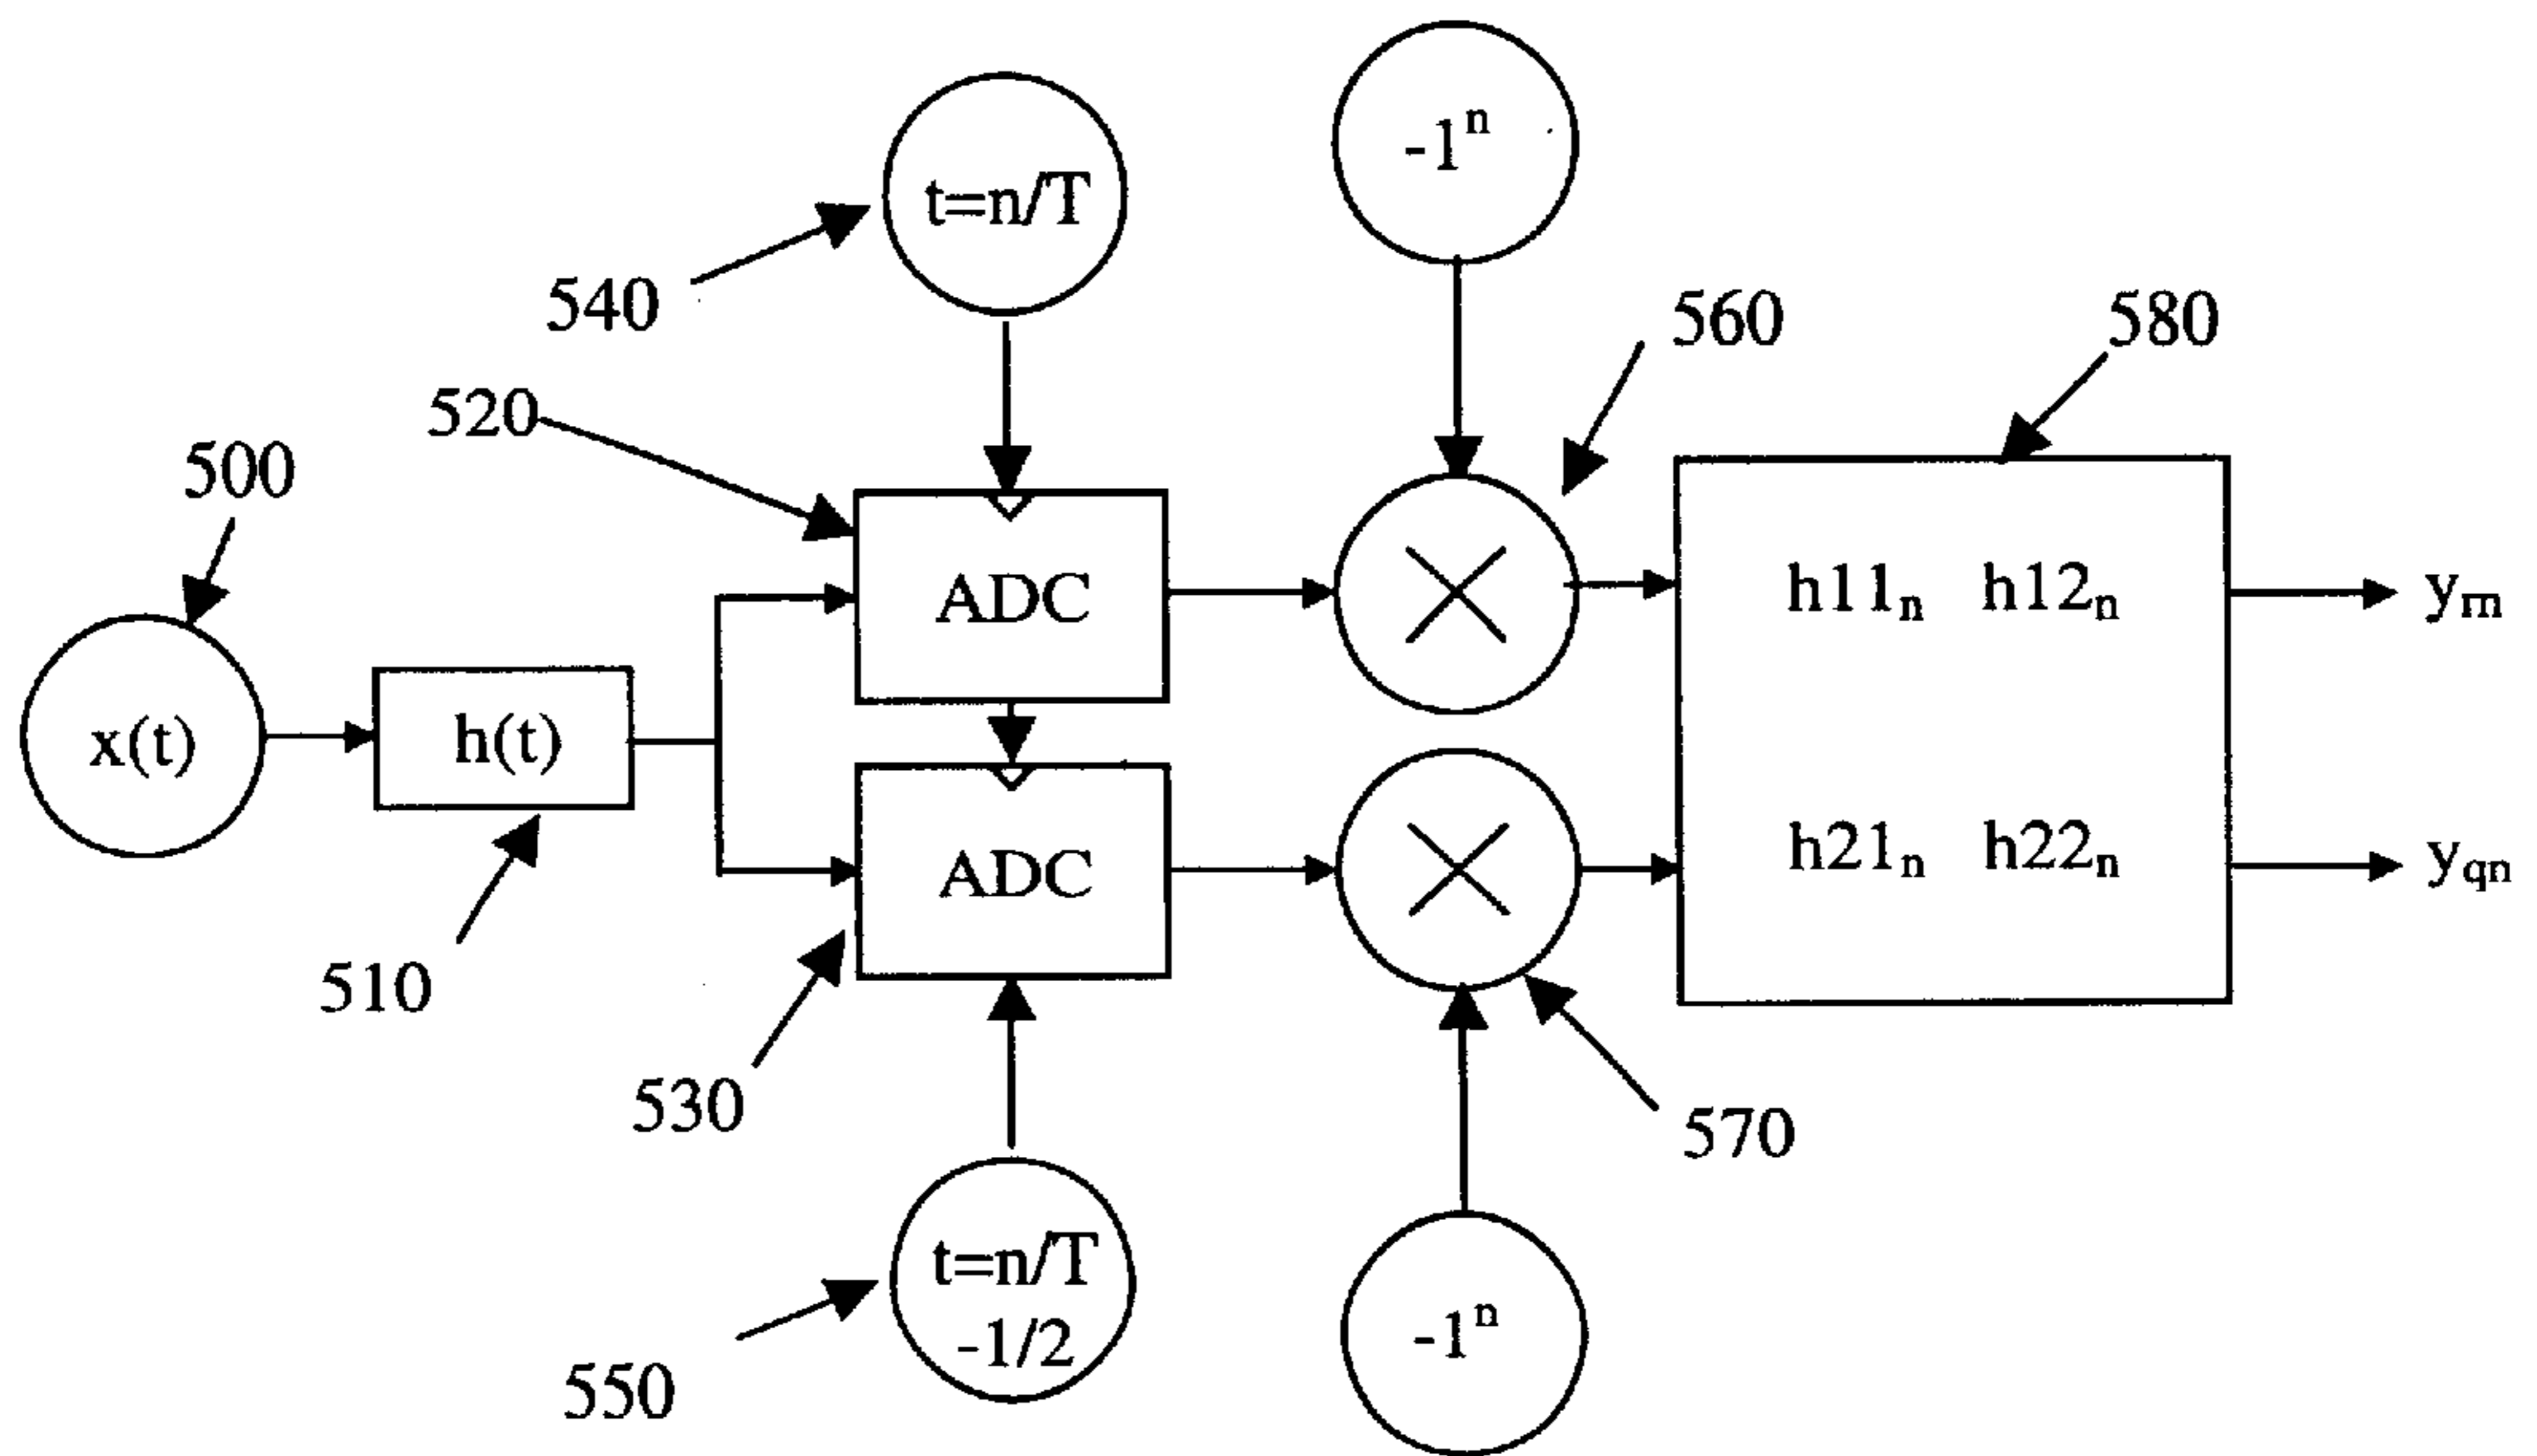 -1ⁿ
t=n/T
540
560
580
520
500
ADC
h11ₙ h12ₙ
yᵣₙ
x(t)
h(t)
ADC
h21ₙ h22ₙ
y_qn
510
530
570
t=n/T
-1/2
550
-1ⁿ